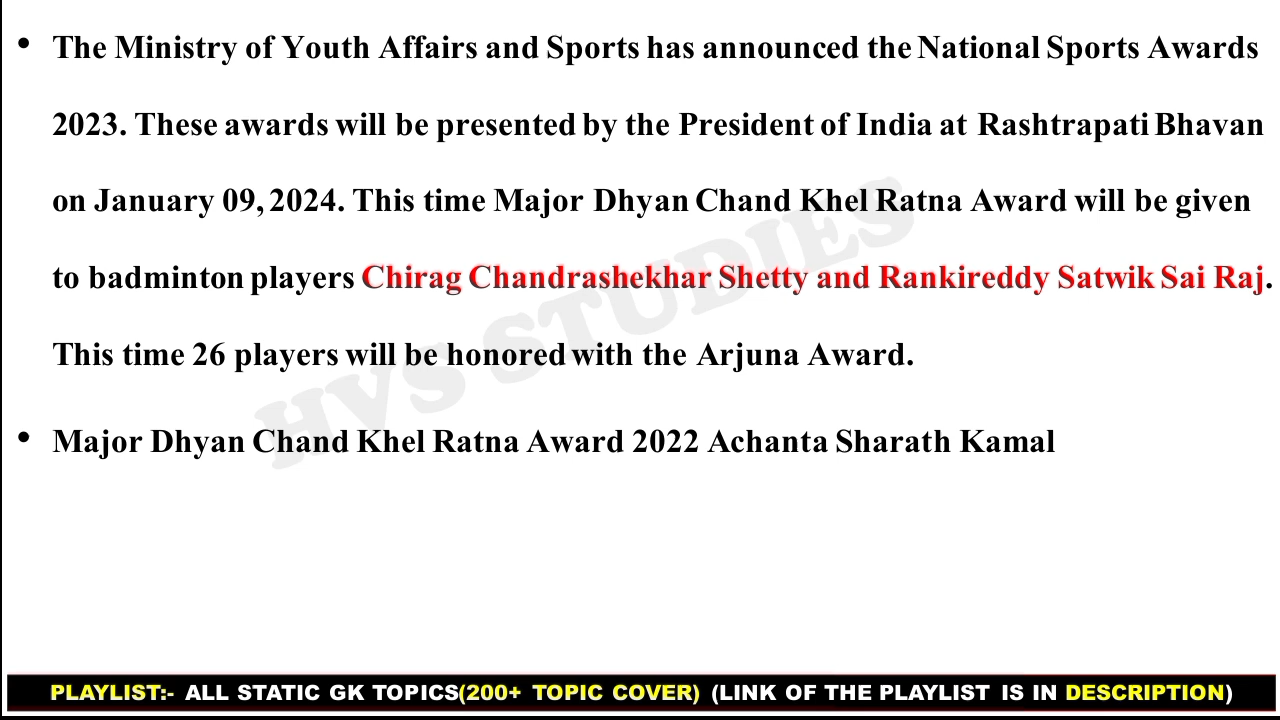 • The Ministry of Youth Affairs and Sports has announced the National Sports Awards
2023. These awards will be presented by the President of India at Rashtrapati Bhavan
on January 09, 2024. This time Major Dhyan Chand Khel Ratna Award will be given
to badminton players Chirag Chandrashekhar Shetty and Rankireddy Satwik Sai Raj.
This time 26 players will be honored with the Arjuna Award.
• Major Dhyan Chand Khel Ratna Award 2022 Achanta Sharath Kamal
HVS STUDIES
PLAYLIST:- ALL STATIC GK TOPICS(200+ TOPIC COVER) (LINK OF THE PLAYLIST IS IN DESCRIPTION)